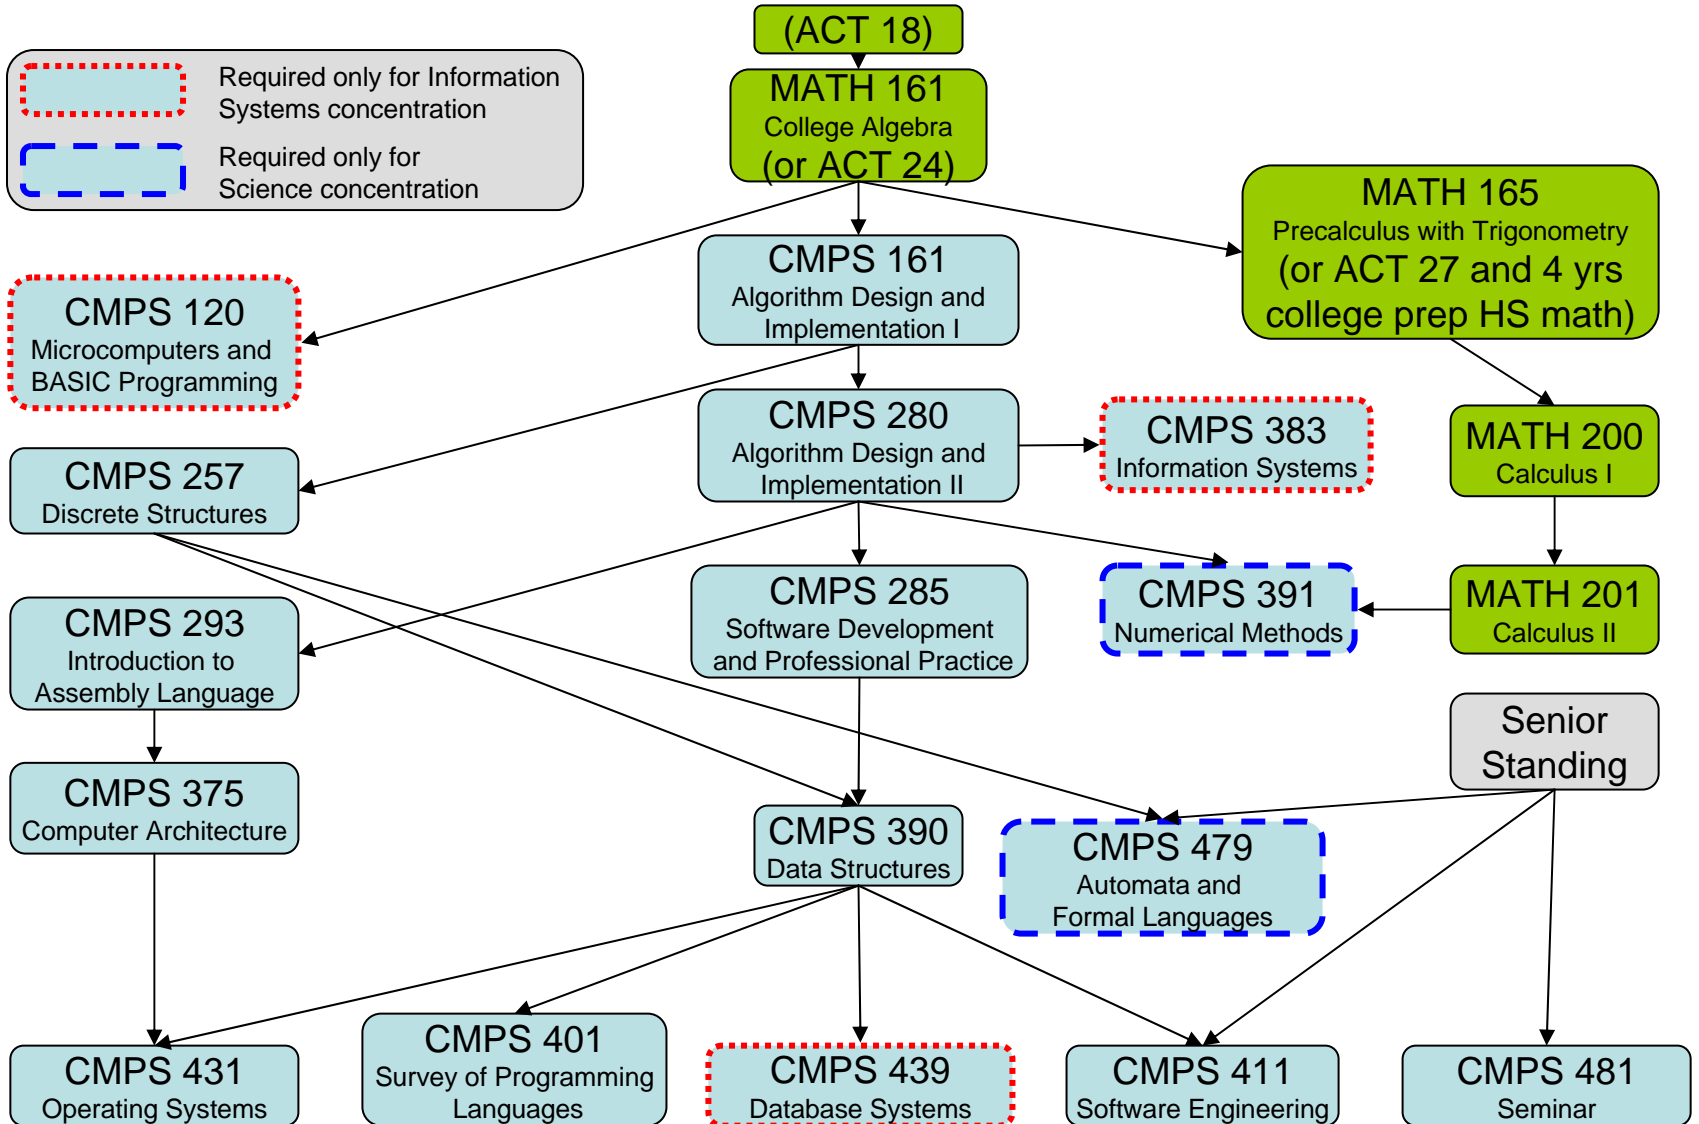 (ACT 18)
Required only for Information
Systems concentration
Required only for
Science concentration
MATH 161
College Algebra
(or ACT 24)
MATH 165
Precalculus with Trigonometry
(or ACT 27 and 4 yrs
college prep HS math)
CMPS 161
Algorithm Design and
Implementation I
CMPS 120
Microcomputers and
BASIC Programming
CMPS 280
Algorithm Design and
Implementation II
CMPS 383
Information Systems
MATH 200
Calculus I
CMPS 257
Discrete Structures
CMPS 285
Software Development
and Professional Practice
CMPS 391
Numerical Methods
MATH 201
Calculus II
CMPS 293
Introduction to
Assembly Language
Senior
Standing
CMPS 375
Computer Architecture
CMPS 390
Data Structures
CMPS 479
Automata and
Formal Languages
CMPS 431
Operating Systems
CMPS 401
Survey of Programming
Languages
CMPS 439
Database Systems
CMPS 411
Software Engineering
CMPS 481
Seminar